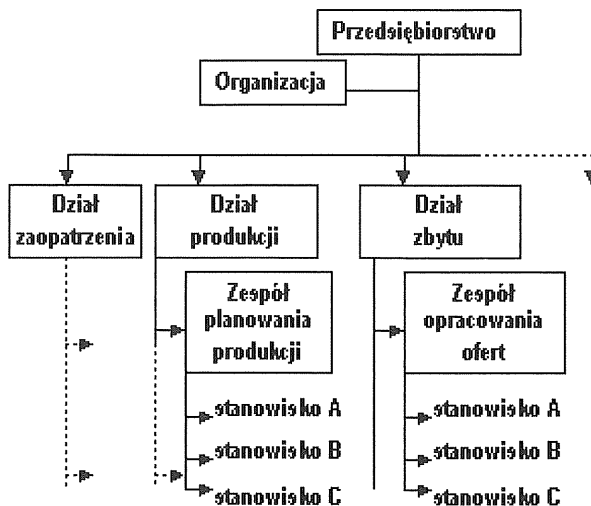 Przedsiębiorstwo
Organizacja
Dział
zaopatrzenia
Dział
produkcji
Dział
zbytu
Zespół
planowania
produkcji
Zespół
opracowania
ofert
stanowisko A
stanowisko B
stanowisko C
stanowisko A
stanowisko B
stanowisko C